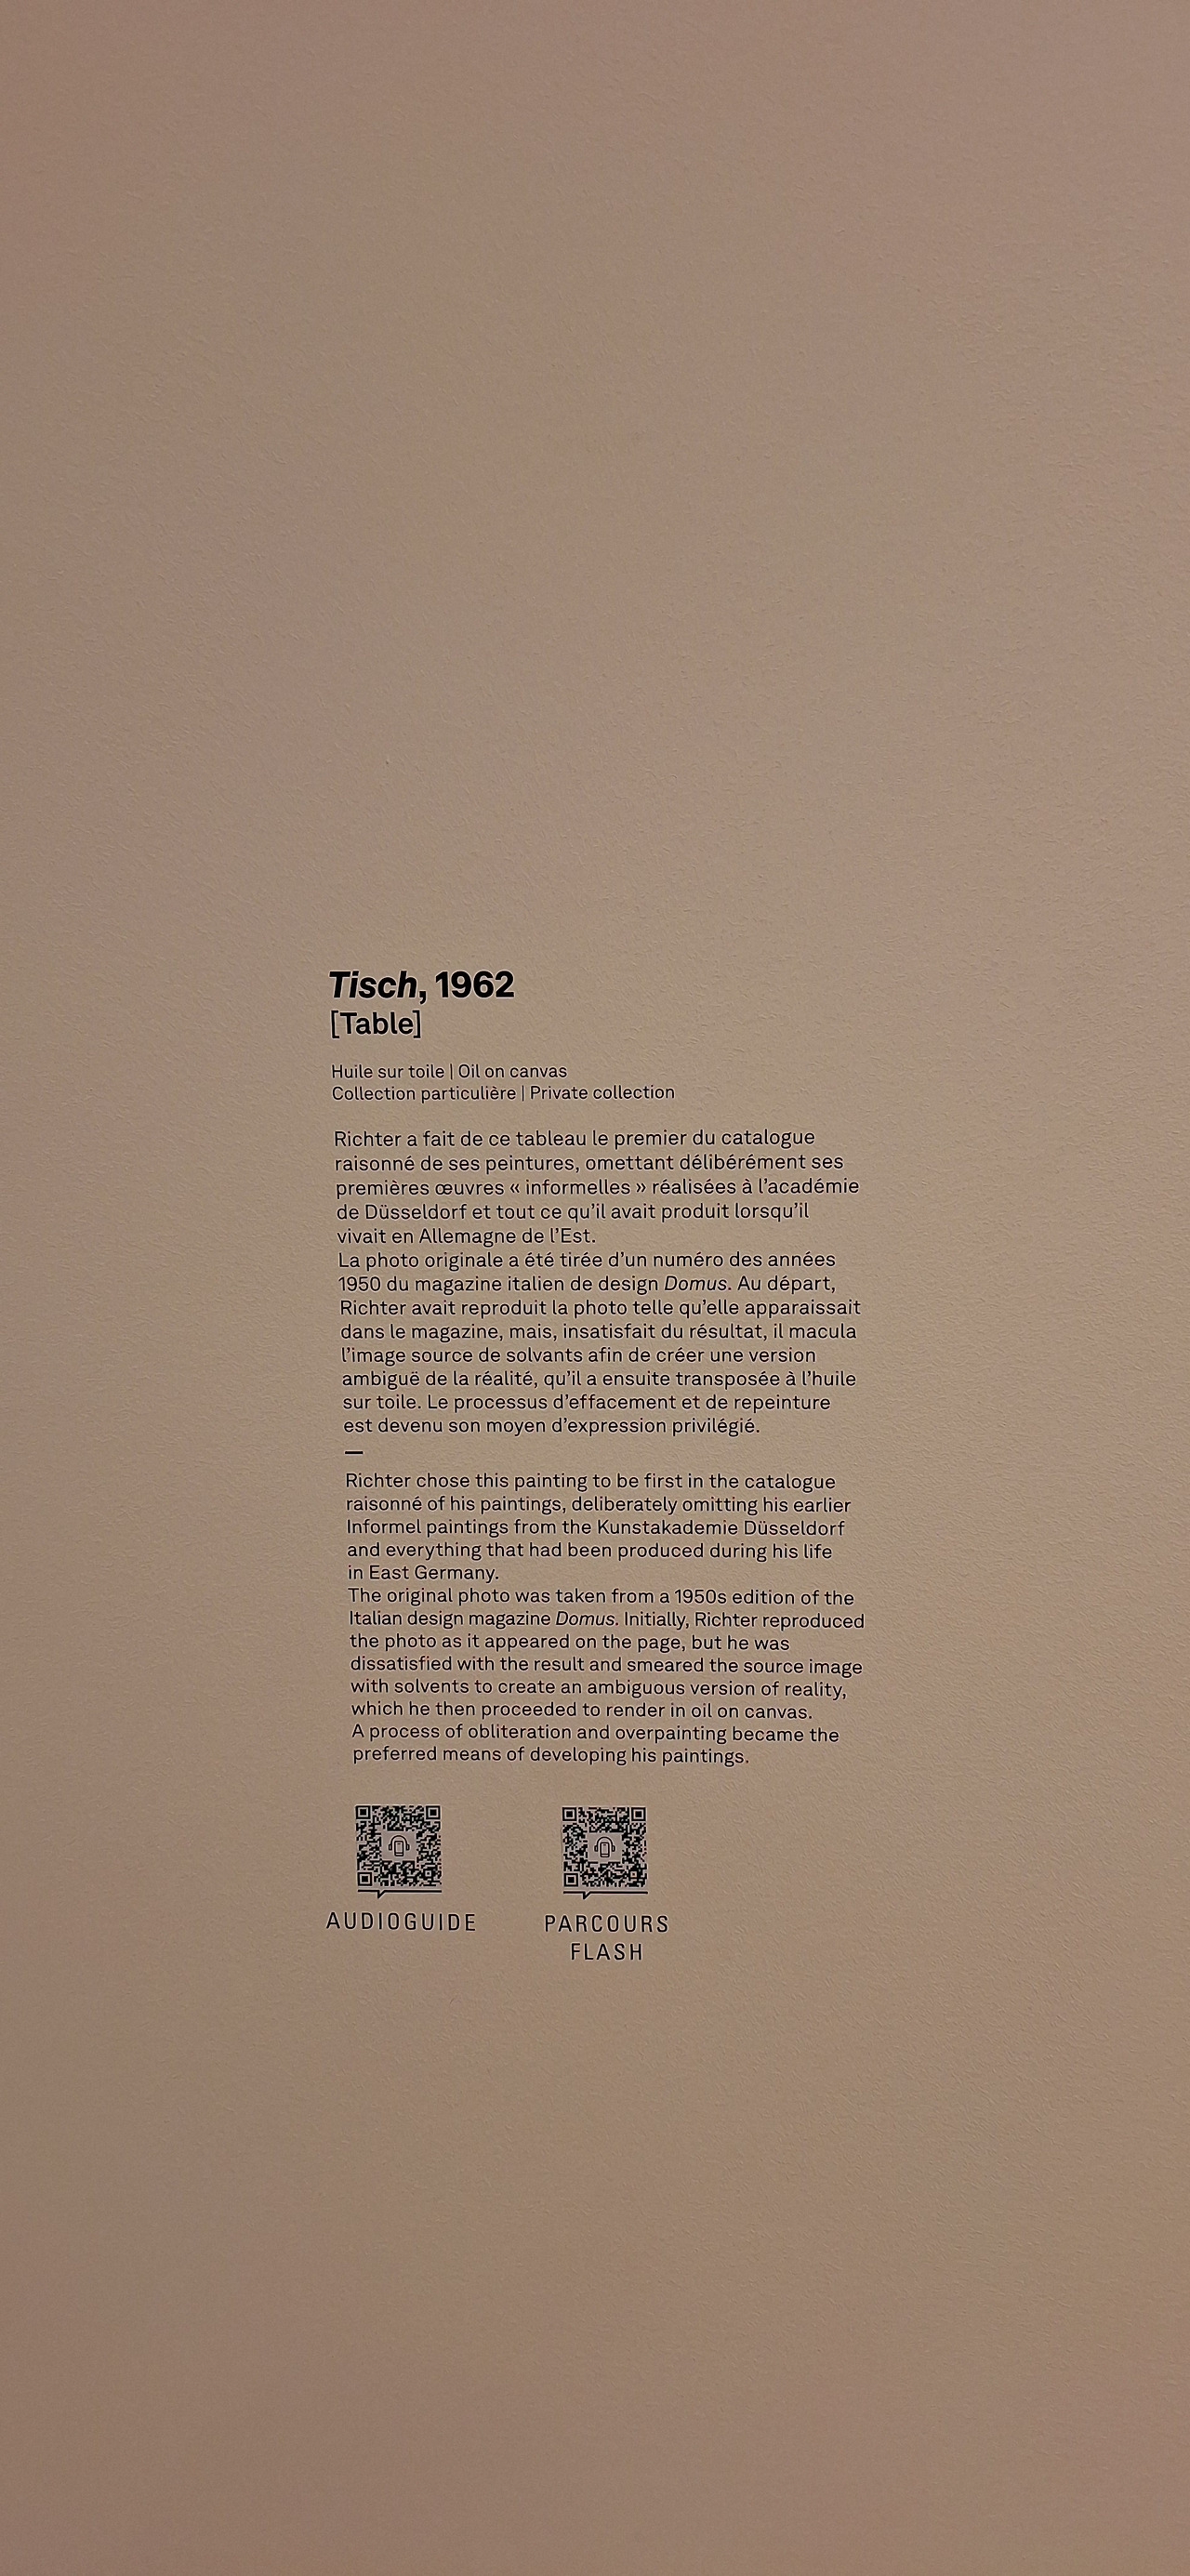 Tisch, 1962
[Table]
Huile sur toile | Oil on canvas
Collection particulière | Private collection
Richter a fait de ce tableau le premier du catalogue
raisonné de ses peintures, omettant délibérément ses
premières œuvres « informelles » réalisées à l’académie
de Düsseldorf et tout ce qu’il avait produit lorsqu’il
vivait en Allemagne de l’Est.
La photo originale a été tirée d’un numéro des années
1950 du magazine italien de design Domus. Au départ,
Richter avait reproduit la photo telle qu’elle apparaissait
dans le magazine, mais, insatisfait du résultat, il macula
l’image source de solvants afin de créer une version
ambiguë de la réalité, qu’il a ensuite transposée à l’huile
sur toile. Le processus d’effacement et de repeinture
est devenu son moyen d’expression privilégié.
—
Richter chose this painting to be first in the catalogue
raisonné of his paintings, deliberately omitting his earlier
Informel paintings from the Kunstakademie Düsseldorf
and everything that had been produced during his life
in East Germany.
The original photo was taken from a 1950s edition of the
Italian design magazine Domus. Initially, Richter reproduced
the photo as it appeared on the page, but he was
dissatisfied with the result and smeared the source image
with solvents to create an ambiguous version of reality,
which he then proceeded to render in oil on canvas.
A process of obliteration and overpainting became the
preferred means of developing his paintings.
AUDIOGUIDE
PARCOURS
FLASH